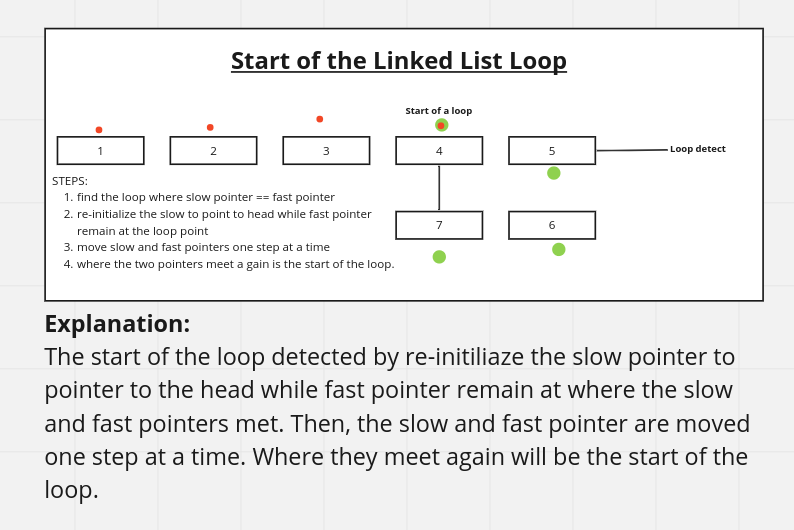 Start of the Linked List Loop
Start of a loop
1
2
3
4
5
Loop detect
STEPS:
1. find the loop where slow pointer == fast pointer
2. re-initialize the slow to point to head while fast pointer
remain at the loop point
3. move slow and fast pointers one step at a time
4. where the two pointers meet a gain is the start of the loop.
7
6
Explanation:
The start of the loop detected by re-initiliaze the slow pointer to
pointer to the head while fast pointer remain at where the slow
and fast pointers met. Then, the slow and fast pointer are moved
one step at a time. Where they meet again will be the start of the
loop.